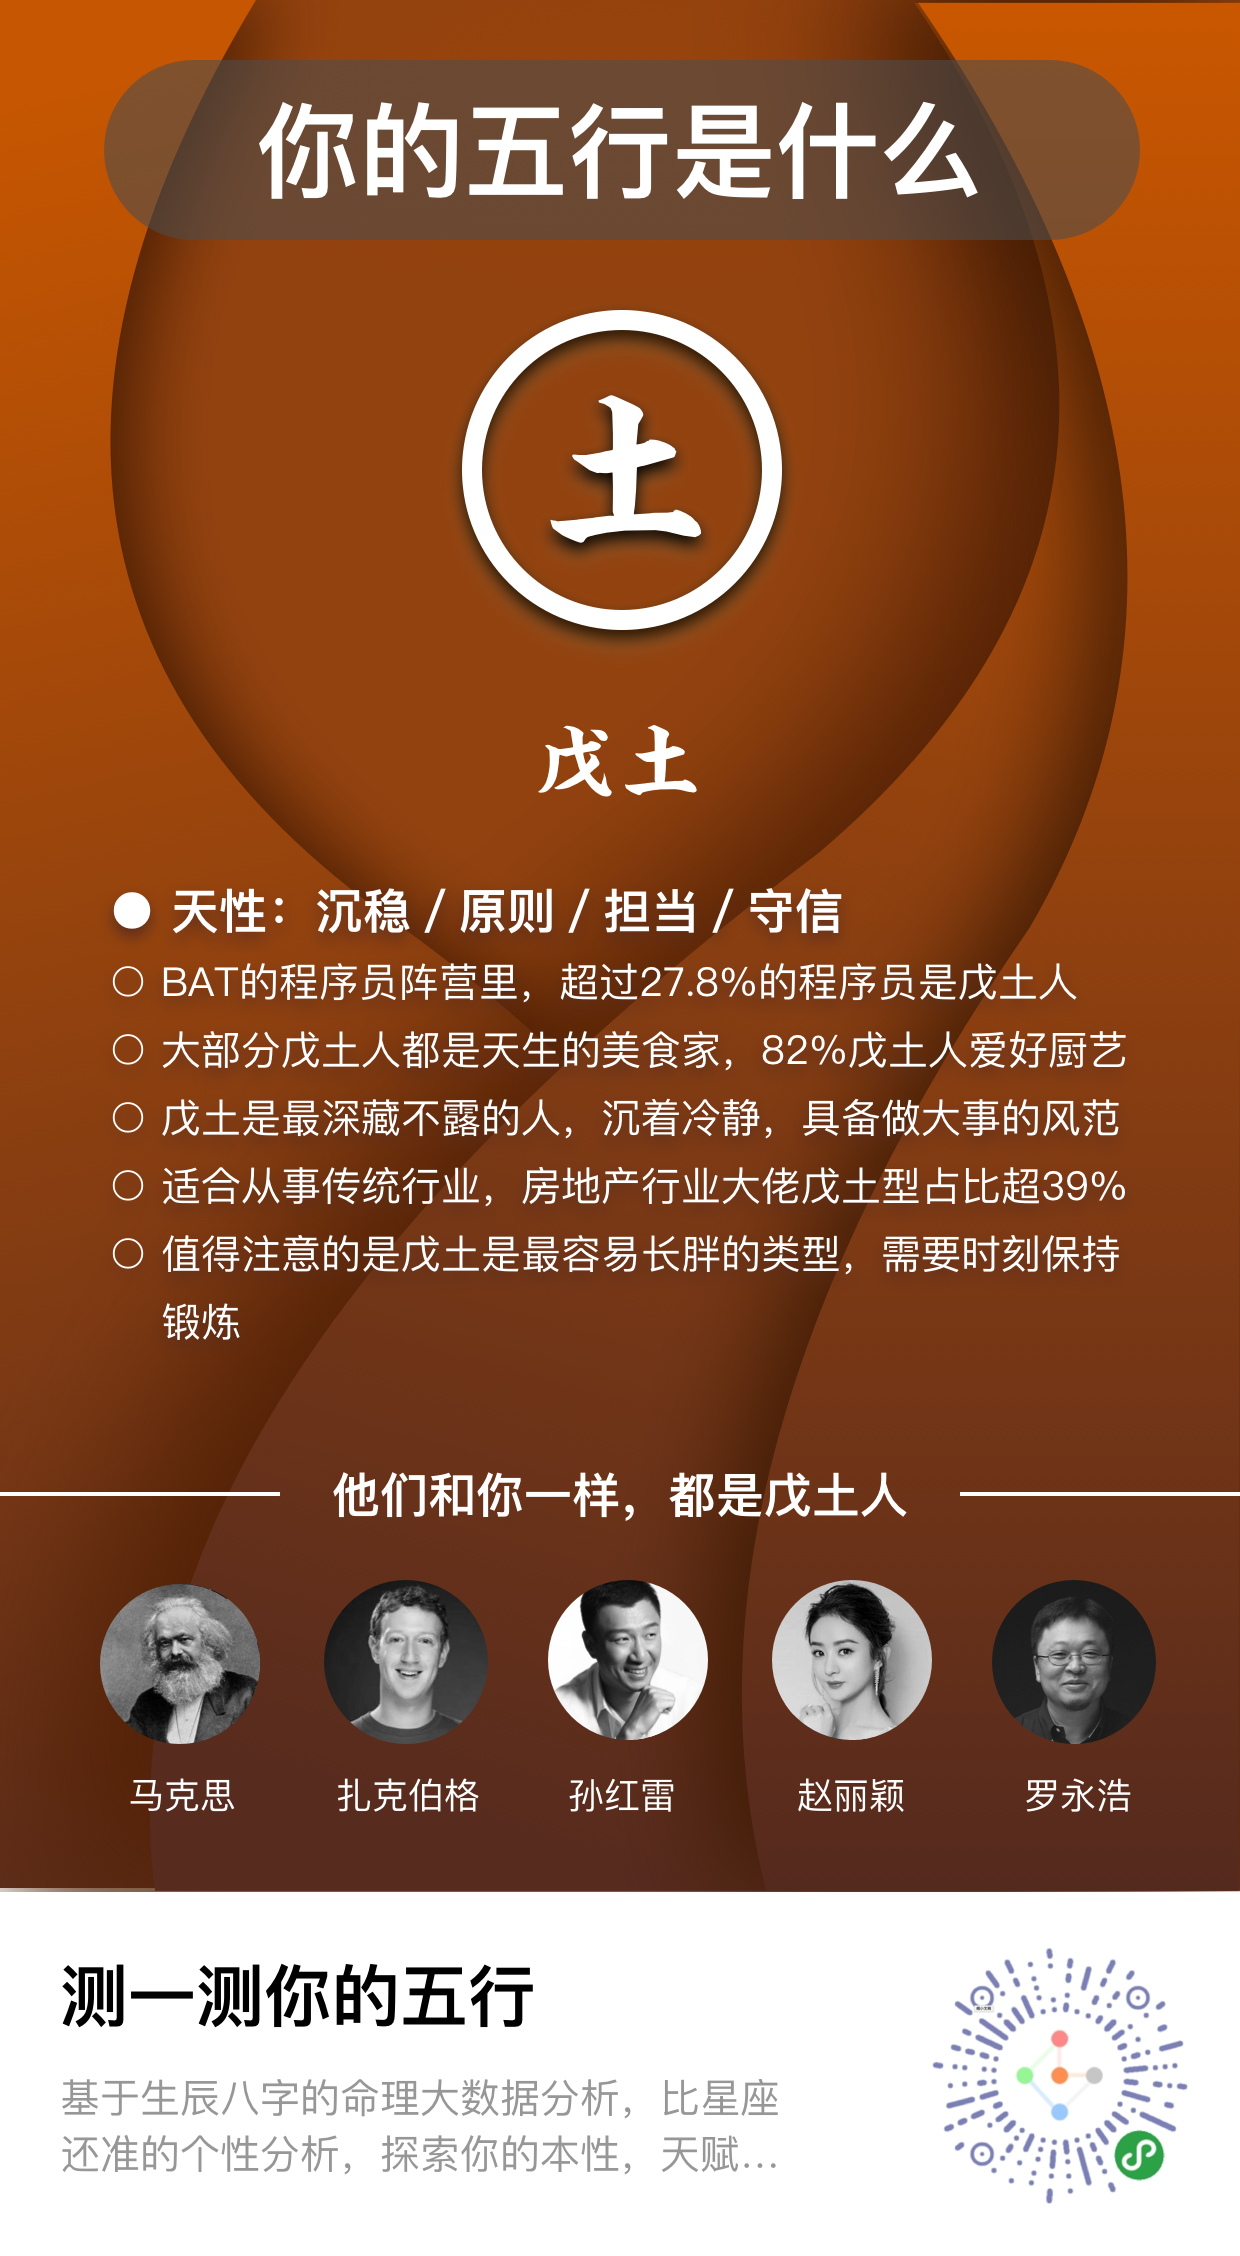 你的五行是什么
土
戊土
天性：沉稳 / 原则 / 担当 / 守信
BAT的程序员阵营里，超过27.8%的程序员是戊土人
大部分戊土人都是天生的美食家，82%戊土人爱好厨艺
戊土是最深藏不露的人，沉着冷静，具备做大事的风范
适合从事传统行业，房地产行业大佬戊土型占比超39%
值得注意的是戊土是最容易长胖的类型，需要时刻保持
锻炼
他们和你一样，都是戊土人
马克思 扎克伯格 孙红雷 赵丽颖 罗永浩
测一测你的五行
基于生辰八字的命理大数据分析，比星座
还准的个性分析，探索你的本性，天赋...